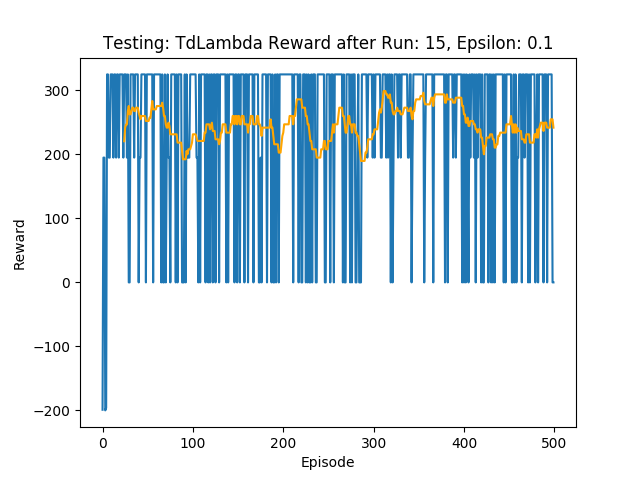 Testing: TdLambda Reward after Run: 15, Epsilon: 0.1
300
200
100
0
−100
−200
Reward
0 100 200 300 400 500
Episode